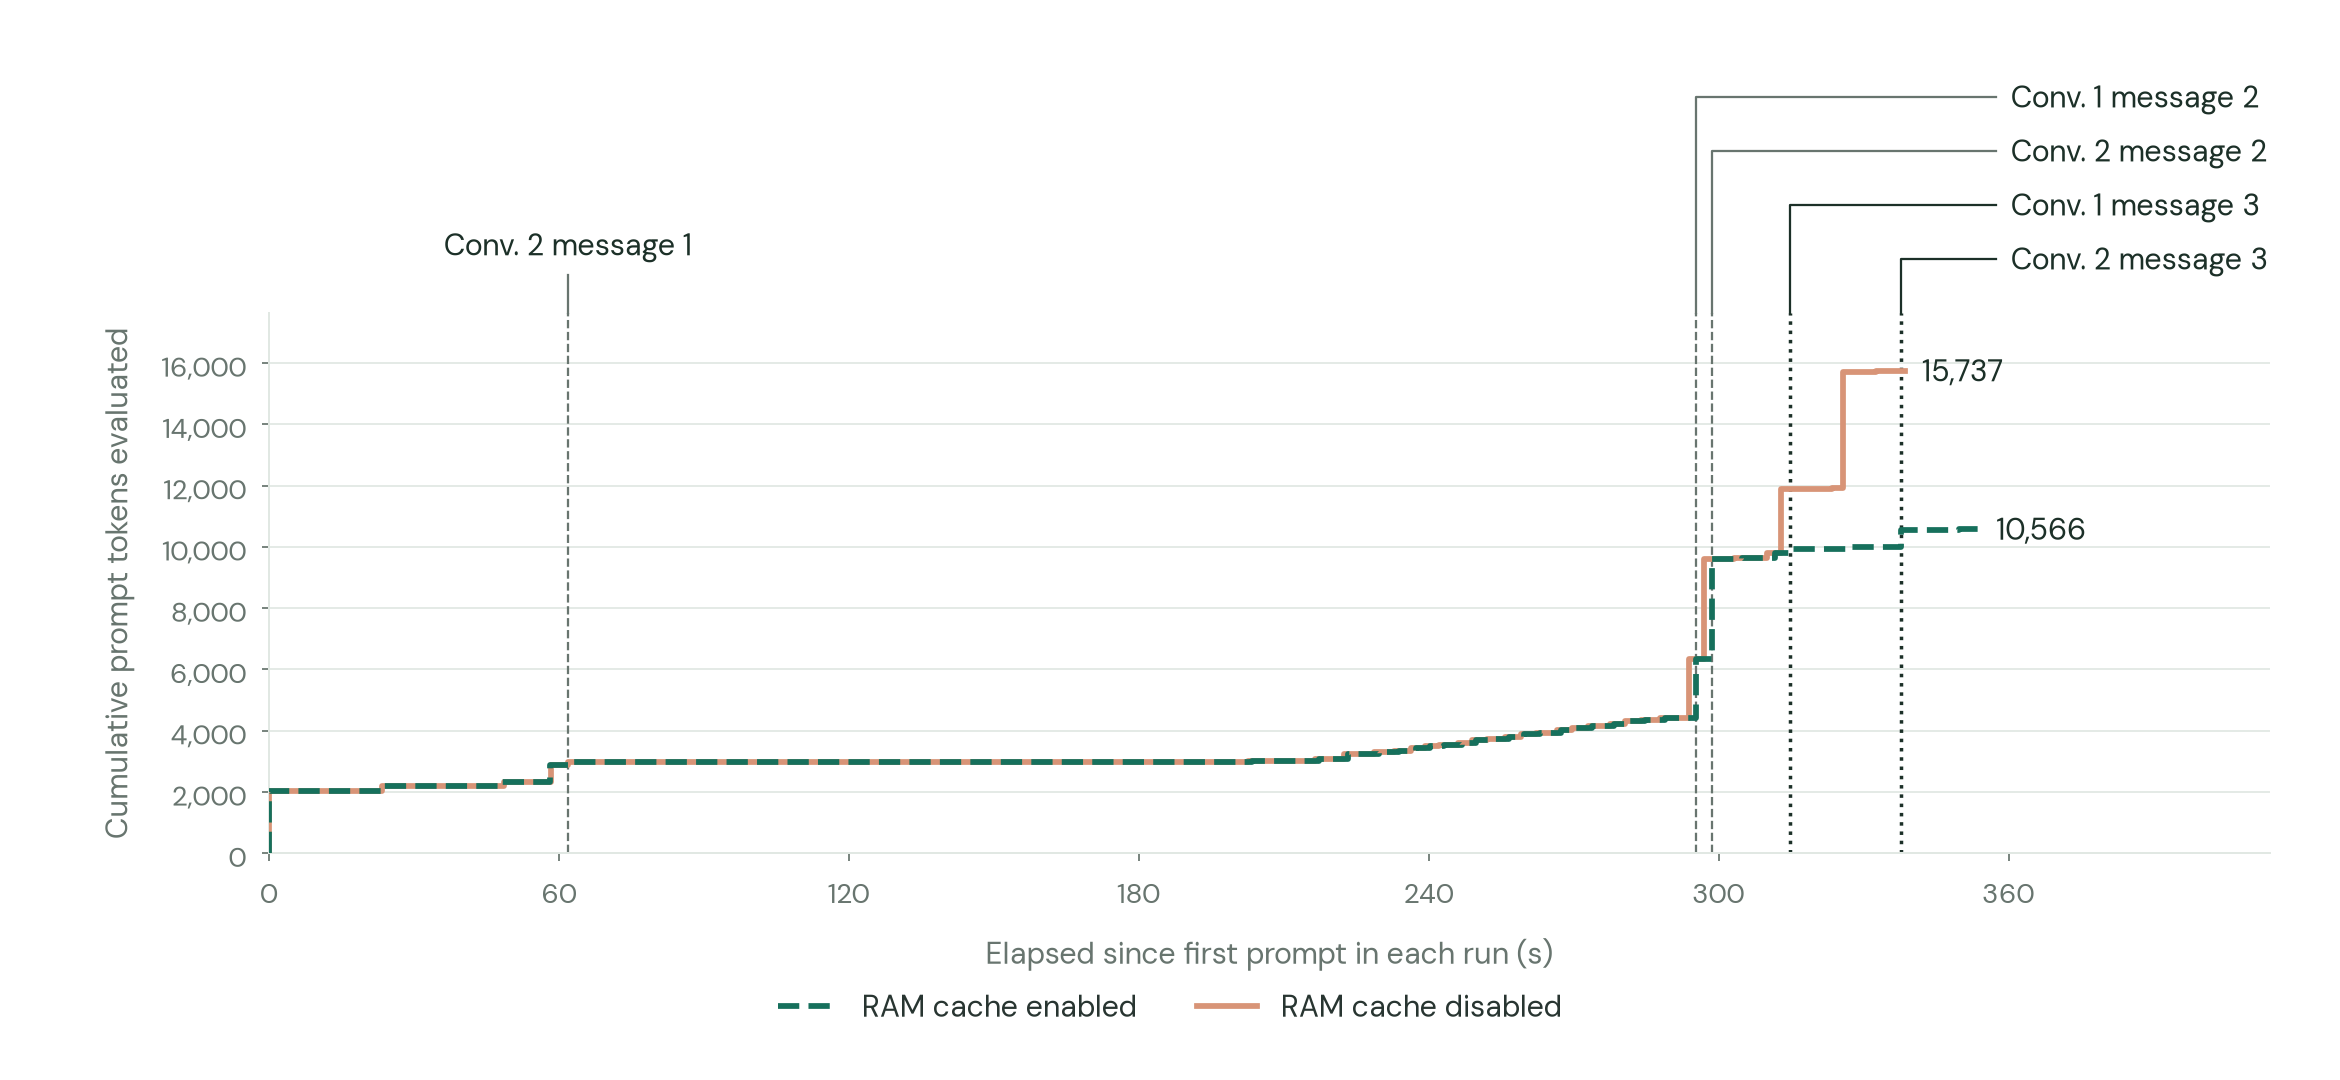 Conv. 1 message 2
Conv. 2 message 2
Conv. 1 message 3
Conv. 2 message 1
Conv. 2 message 3
Cumulative prompt tokens evaluated
16,000
15,737
14,000
12,000
10,566
10,000
8,000
6,000
4,000
2,000
0
0 60 120 180 240 300 360
Elapsed since first prompt in each run (s)
RAM cache enabled RAM cache disabled